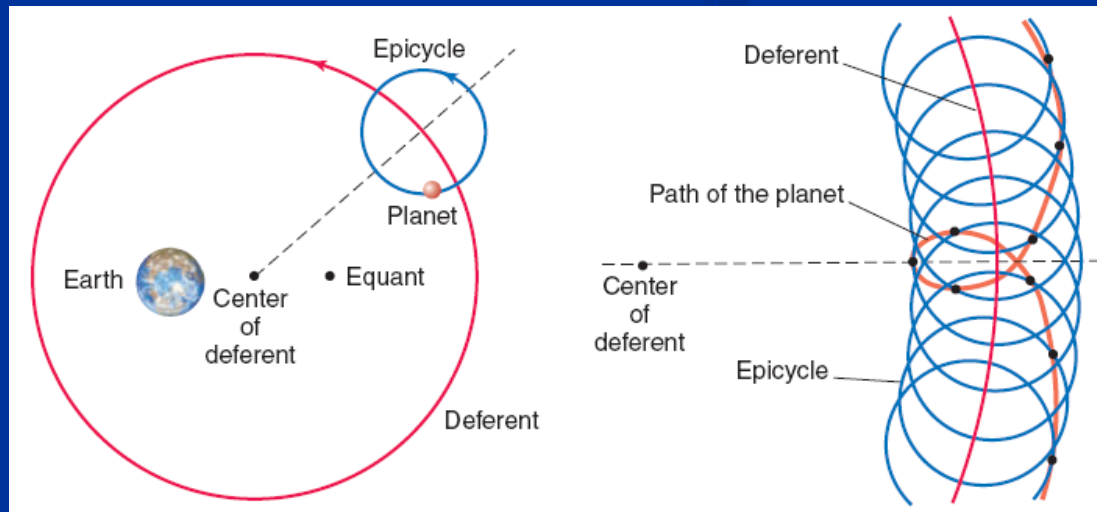 Epicycle
Planet
Earth
Center
of
deferent
Equant
Deferent
Deferent
Path of the planet
Center
of
deferent
Epicycle